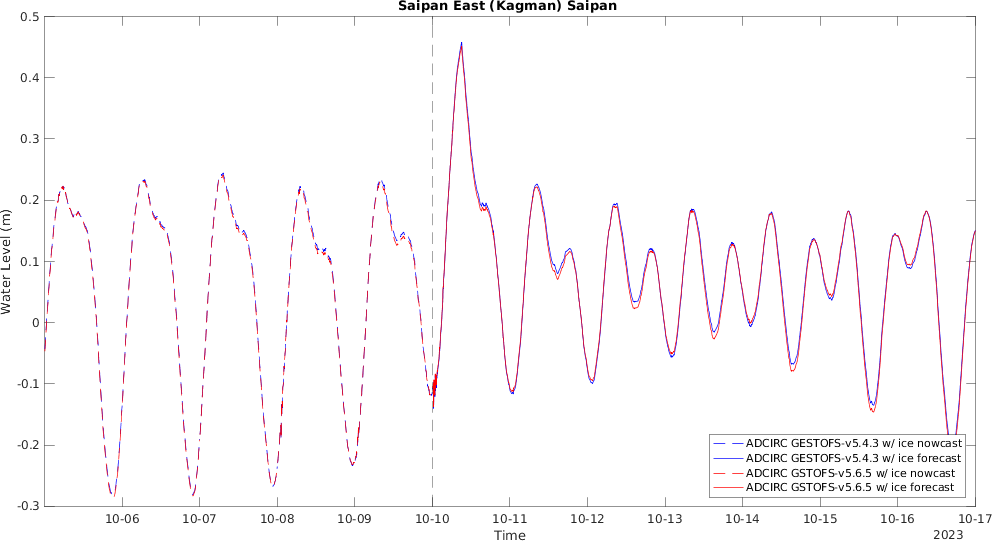 Saipan East (Kagman) Saipan
0.5
0.4
0.3
0.2
0.1
0
-0.1
-0.2
-0.3
Water Level (m)
10-06 10-07 10-08 10-09 10-10 10-11 10-12 10-13 10-14 10-15 10-16 10-17
Time
2023
ADCIRC GESTOFS-v5.4.3 w/ ice nowcast
ADCIRC GESTOFS-v5.4.3 w/ ice forecast
ADCIRC GSTOFS-v5.6.5 w/ ice nowcast
ADCIRC GSTOFS-v5.6.5 w/ ice forecast